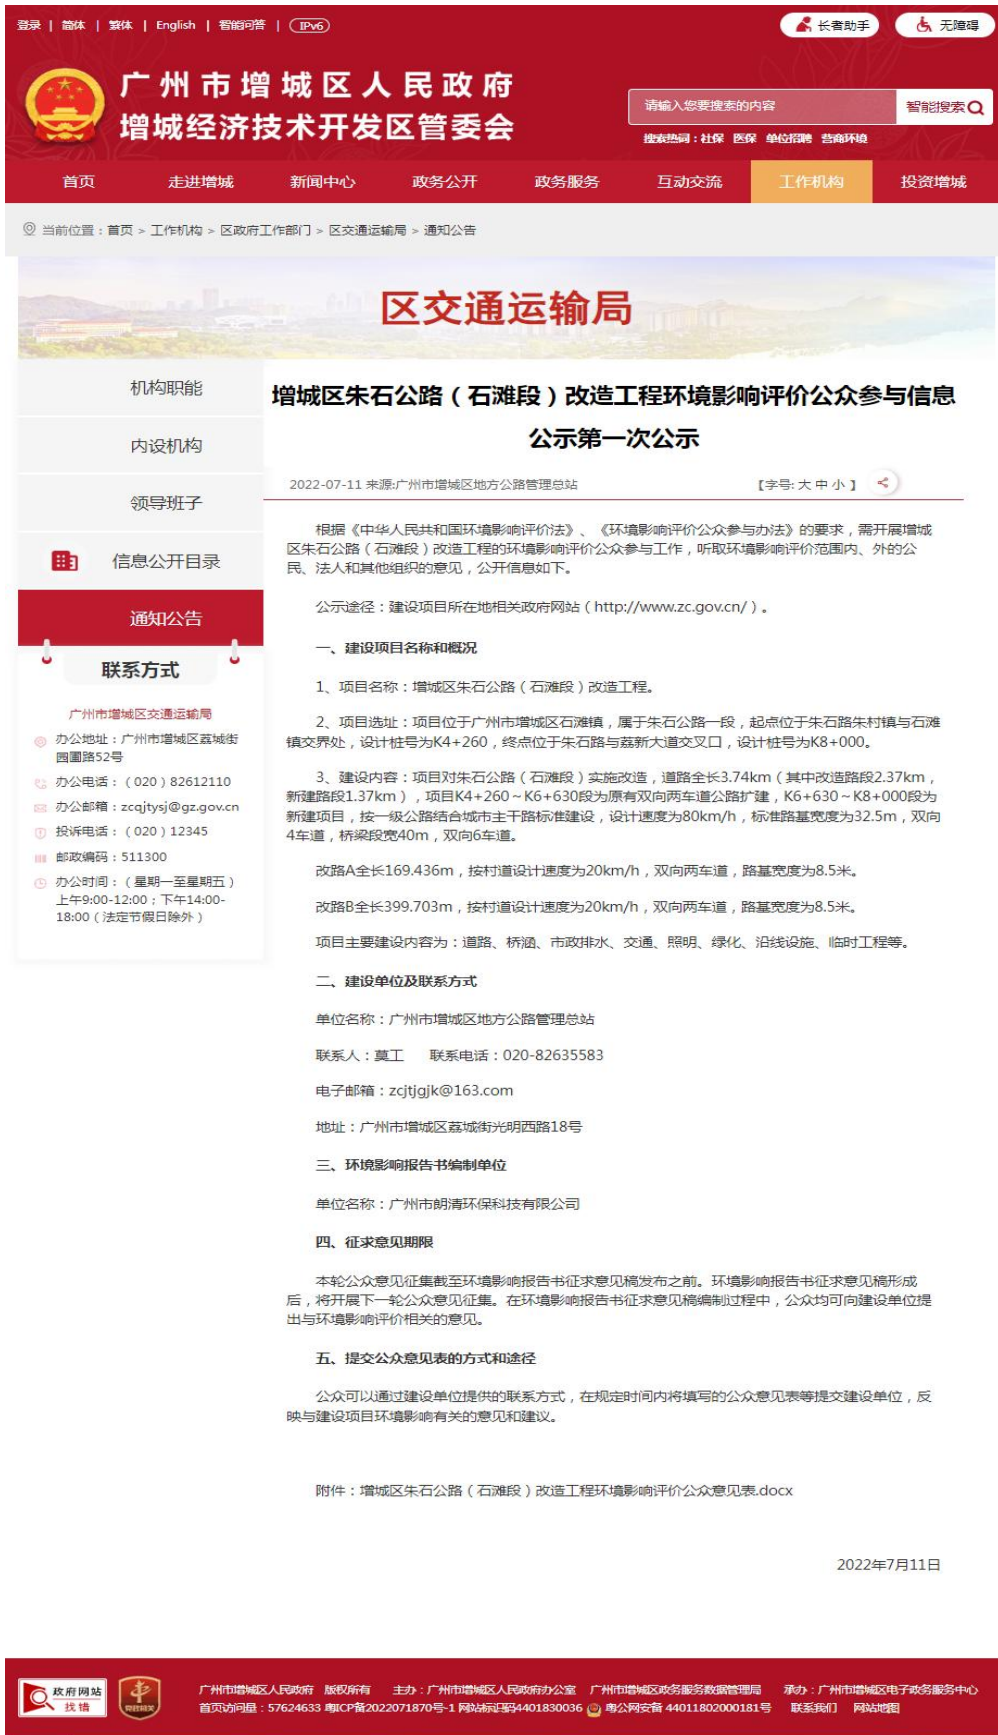 登录 | 简体 | 繁体 | English | 智能问答 | IPv6
长者助手
无障碍
广州市增城区人民政府
增城经济技术开发区管委会
请输入您要搜索的内容
智能搜索
搜索热词：社保 医保 单位招聘 营商环境
首页 走进增城 新闻中心 政务公开 政务服务 互动交流 工作机构 投资增城
当前位置：首页 > 工作机构 > 区政府工作部门 > 区交通运输局 > 通知公告
区交通运输局
机构职能
内设机构
领导班子
信息公开目录
通知公告
联系方式
广州市增城区交通运输局
办公地址：广州市增城区荔城街
园圃路52号
办公电话：（020）82612110
办公邮箱：zcqjtysj@gz.gov.cn
投诉电话：（020）12345
邮政编码：511300
办公时间：（星期一至星期五）
上午9:00-12:00；下午14:00-
18:00（法定节假日除外）
增城区朱石公路（石滩段）改造工程环境影响评价公众参与信息
公示第一次公示
2022-07-11 来源:广州市增城区地方公路管理总站
【字号: 大 中 小 】
根据《中华人民共和国环境影响评价法》、《环境影响评价公众参与办法》的要求，需开展增城
区朱石公路（石滩段）改造工程的环境影响评价公众参与工作，听取环境影响评价范围内、外的公
民、法人和其他组织的意见，公开信息如下。
公示途径：建设项目所在地相关政府网站（http://www.zc.gov.cn/）。
一、建设项目名称和概况
1、项目名称：增城区朱石公路（石滩段）改造工程。
2、项目选址：项目位于广州市增城区石滩镇，属于朱石公路一段，起点位于朱石路朱村镇与石滩
镇交界处，设计桩号为K4+260，终点位于朱石路与荔新大道交叉口，设计桩号为K8+000。
3、建设内容：项目对朱石公路（石滩段）实施改造，道路全长3.74km（其中改造路段2.37km，
新建路段1.37km），项目K4+260～K6+630段为原有双向两车道公路扩建，K6+630～K8+000段为
新建项目，按一级公路结合城市主干路标准建设，设计速度为80km/h，标准路基宽度为32.5m，双向
4车道，桥梁段宽40m，双向6车道。
改路A全长169.436m，按村道设计速度为20km/h，双向两车道，路基宽度为8.5米。
改路B全长399.703m，按村道设计速度为20km/h，双向两车道，路基宽度为8.5米。
项目主要建设内容为：道路、桥涵、市政排水、交通、照明、绿化、沿线设施、临时工程等。
二、建设单位及联系方式
单位名称：广州市增城区地方公路管理总站
联系人：莫工 联系电话：020-82635583
电子邮箱：zcjtjgjk@163.com
地址：广州市增城区荔城街光明西路18号
三、环境影响报告书编制单位
单位名称：广州市朗清环保科技有限公司
四、征求意见期限
本轮公众意见征集截至环境影响报告书征求意见稿发布之前。环境影响报告书征求意见稿形成
后，将开展下一轮公众意见征集。在环境影响报告书征求意见稿编制过程中，公众均可向建设单位提
出与环境影响评价相关的意见。
五、提交公众意见表的方式和途径
公众可以通过建设单位提供的联系方式，在规定时间内将填写的公众意见表等提交建设单位，反
映与建设项目环境影响有关的意见和建议。
附件：增城区朱石公路（石滩段）改造工程环境影响评价公众意见表.docx
2022年7月11日
政府网站
找错
广州市增城区人民政府 版权所有 主办：广州市增城区人民政府办公室 广州市增城区政务服务数据管理局 承办：广州市增城区电子政务服务中心
首页访问量：57624633 粤ICP备2022071870号-1 网站标识码4401830036 粤公网安备 44011802000181号 联系我们 网站地图